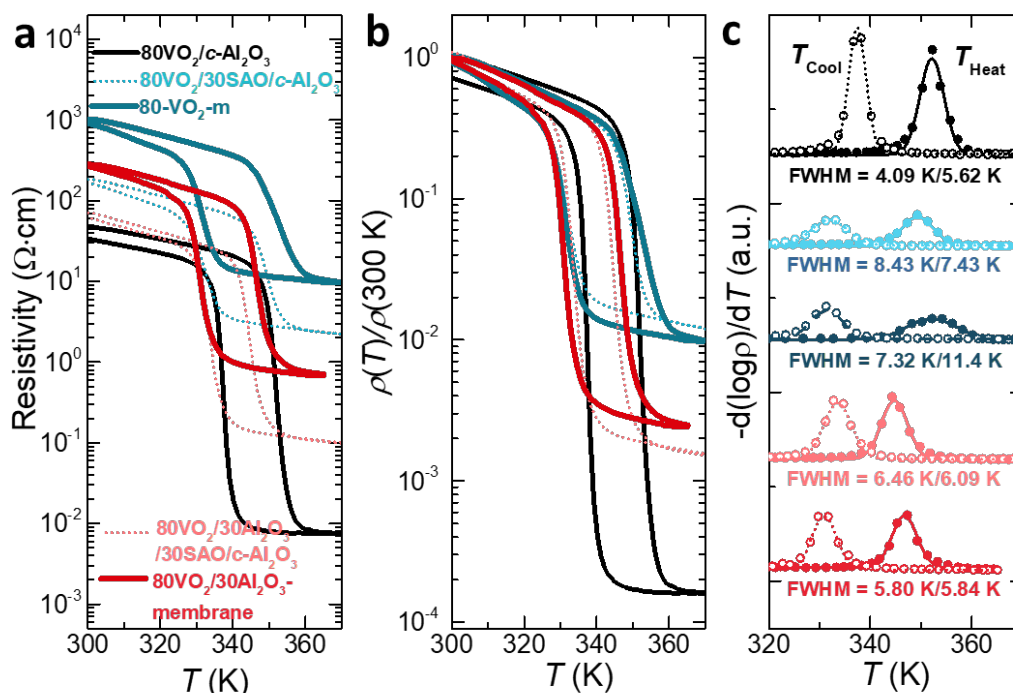 a
10⁴
10³
10²
10¹
10⁰
10⁻¹
10⁻²
10⁻³
Resistivity (Ω·cm)
80VO₂/c-Al₂O₃
80VO₂/30SAO/c-Al₂O₃
80-VO₂-m
80VO₂/30Al₂O₃
/30SAO/c-Al₂O₃
80VO₂/30Al₂O₃-
membrane
300 320 340 360
T (K)
b
10⁰
10⁻¹
10⁻²
10⁻³
10⁻⁴
ρ(T)/ρ(300 K)
300 320 340 360
T (K)
c
-d(logρ)/dT (a.u.)
T Cool
T Heat
FWHM = 4.09 K/5.62 K
FWHM = 8.43 K/7.43 K
FWHM = 7.32 K/11.4 K
FWHM = 6.46 K/6.09 K
FWHM = 5.80 K/5.84 K
320 340 360
T (K)